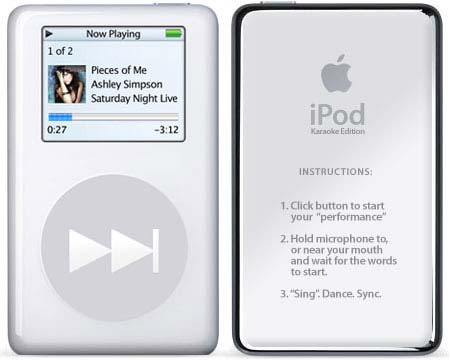 Now Playing
1 of 2
Pieces of Me
Ashley Simpson
Saturday Night Live
0:27 -3:12
iPod
Karaoke Edition
INSTRUCTIONS:
1. Click button to start
your "performance"
2. Hold microphone to,
or near your mouth
and wait for the words
to start.
3. "Sing". Dance. Sync.